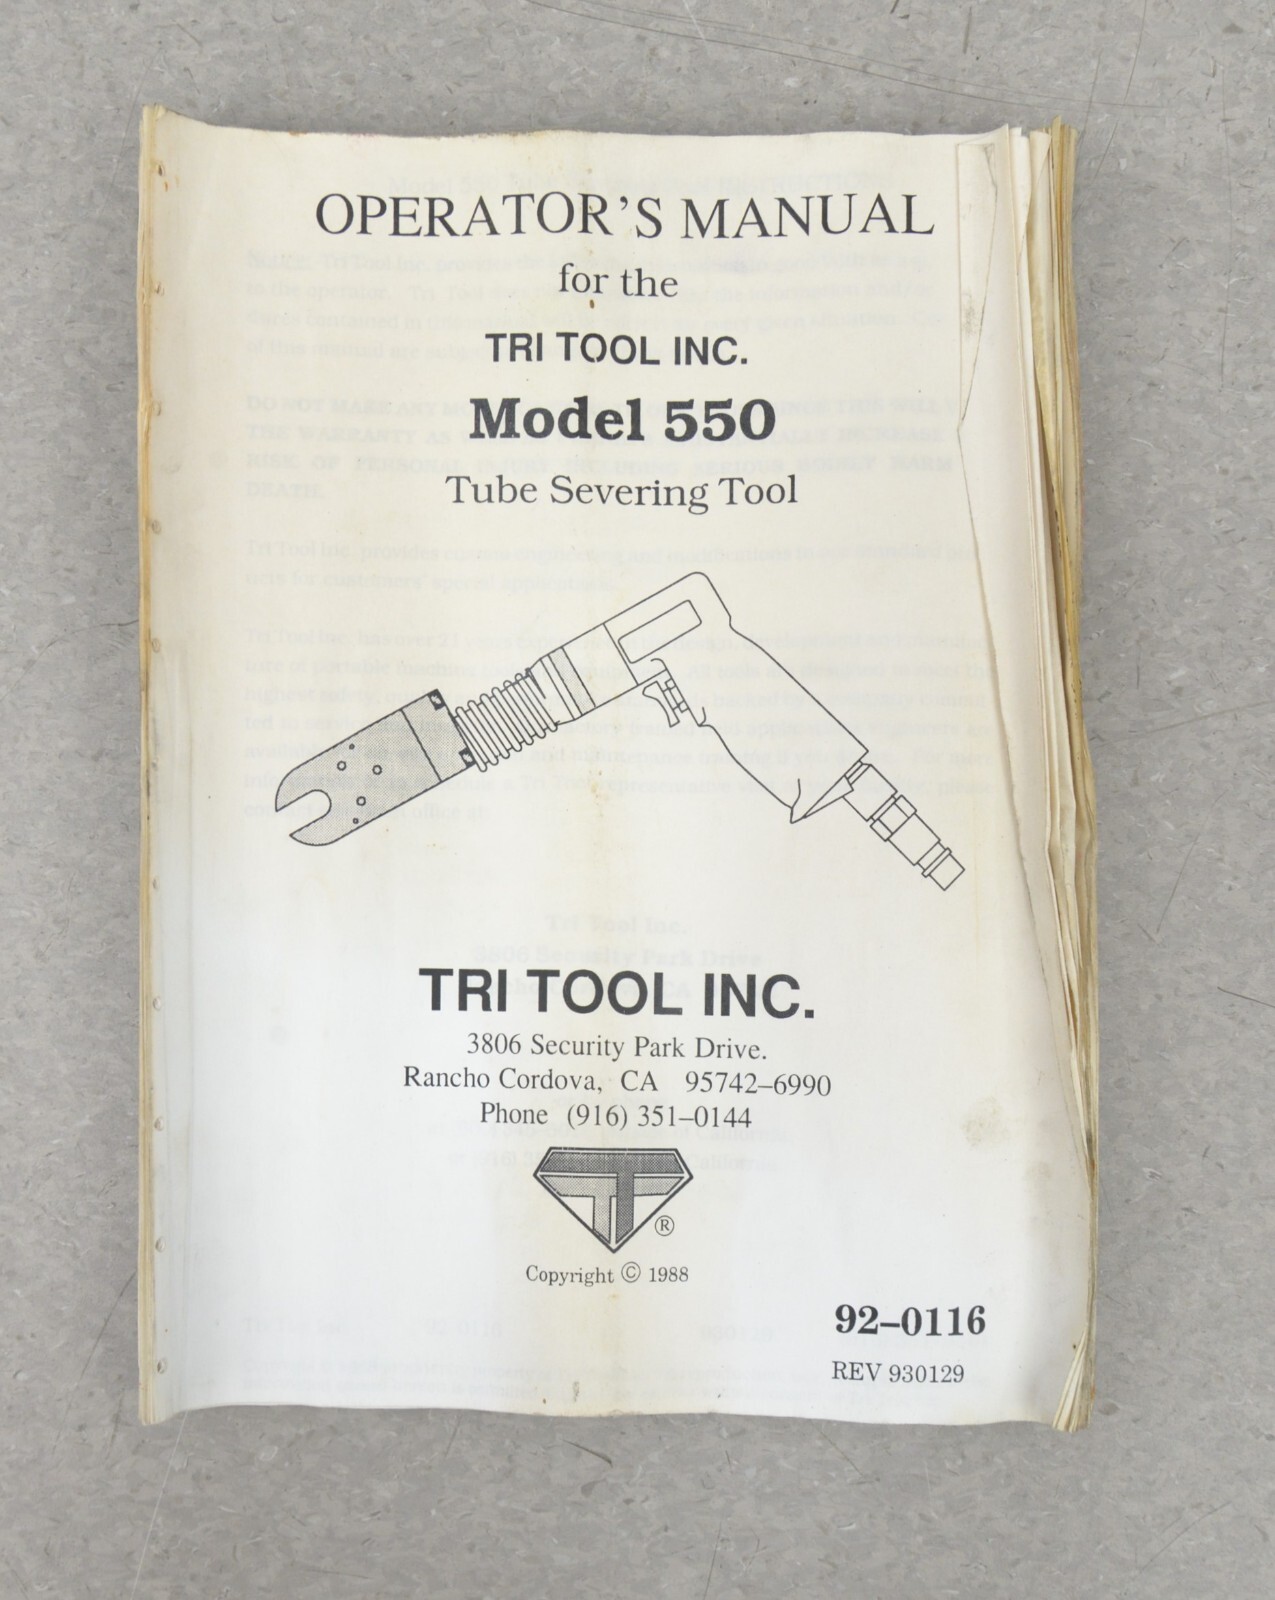 OPERATOR'S MANUAL
for the
TRI TOOL INC.
Model 550
Tube Severing Tool
TRI TOOL INC.
3806 Security Park Drive.
Rancho Cordova, CA 95742–6990
Phone (916) 351–0144
®
Copyright © 1988
92–0116
REV 930129